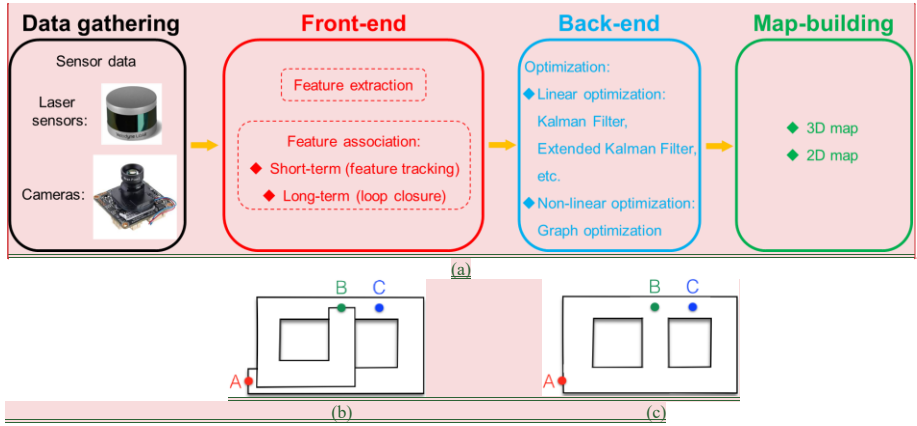 Data gathering
Sensor data
Laser
sensors:
Cameras:
Front-end
Feature extraction
Feature association:
Short-term (feature tracking)
Long-term (loop closure)
Back-end
Optimization:
Linear optimization:
Kalman Filter,
Extended Kalman Filter,
etc.
Non-linear optimization:
Graph optimization
Map-building
3D map
2D map
(a)
B C
A
(b)
B C
A
(c)